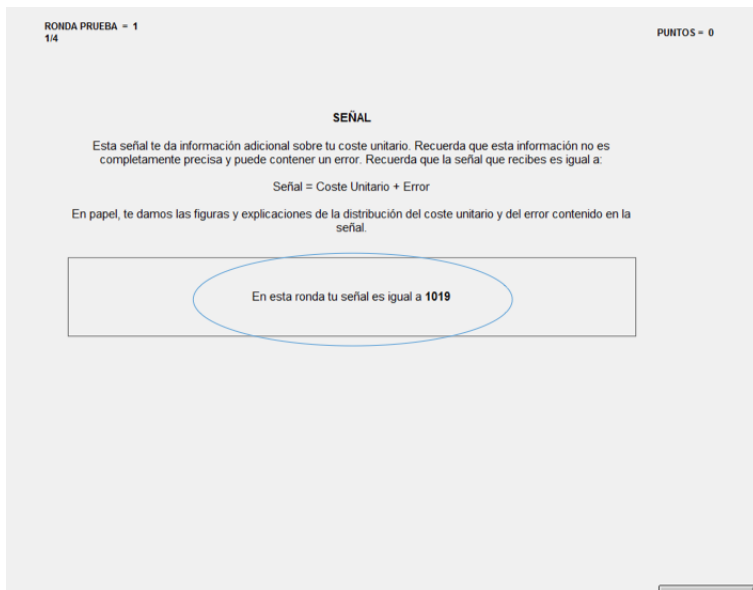 RONDA PRUEBA = 1
1/4
PUNTOS = 0
SEÑAL
Esta señal te da información adicional sobre tu coste unitario. Recuerda que esta información no es
completamente precisa y puede contener un error. Recuerda que la señal que recibes es igual a:
Señal = Coste Unitario + Error
En papel, te damos las figuras y explicaciones de la distribución del coste unitario y del error contenido en la
señal.
En esta ronda tu señal es igual a 1019